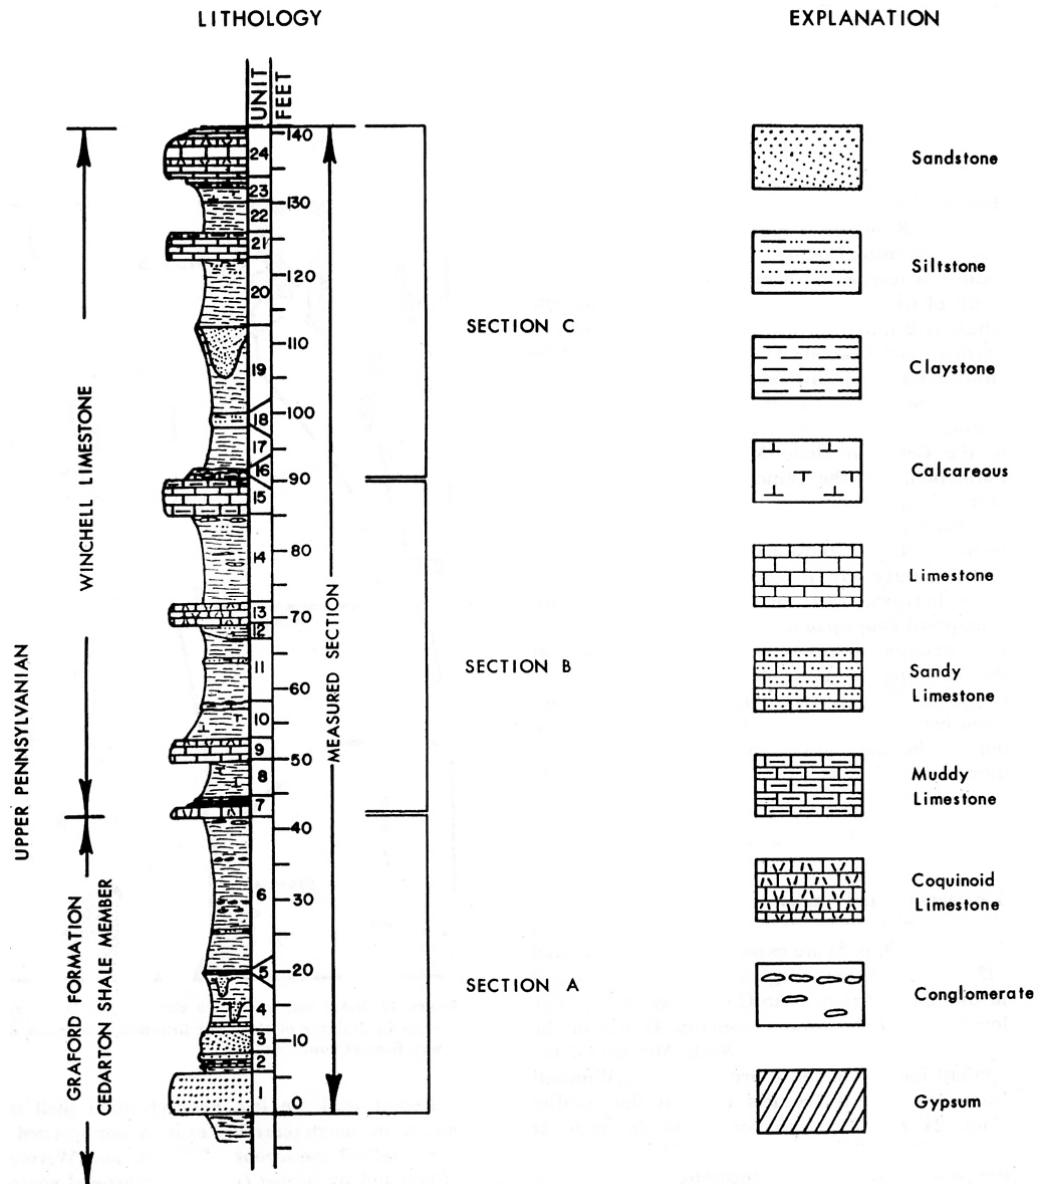 LITHOLOGY
EXPLANATION
UNIT
FEET
24
23
22
21
20
19
18
17
16
15
14
13
12
11
10
9
8
7
6
5
4
3
2
1
140
130
120
110
100
90
80
70
60
50
40
30
20
10
0
UPPER PENNSYLVANIAN
WINCHELL LIMESTONE
GRAFORD FORMATION
CEDARTON SHALE MEMBER
MEASURED SECTION
SECTION C
SECTION B
SECTION A
Sandstone
Siltstone
Claystone
Calcareous
Limestone
Sandy
Limestone
Muddy
Limestone
Coquinoid
Limestone
Conglomerate
Gypsum